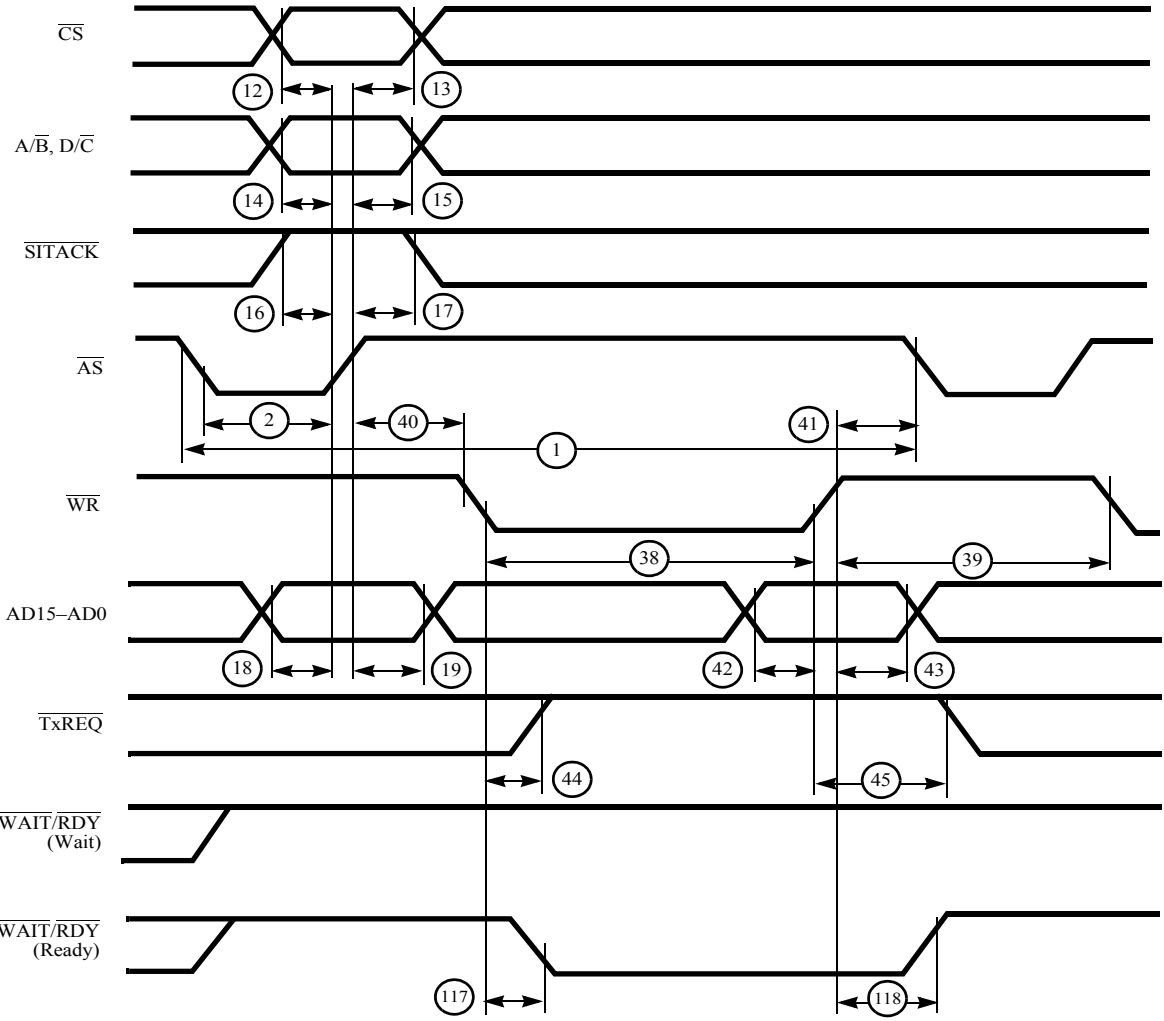 CS
12
13
A/B, D/C
14
15
SITACK
16
17
AS
2
40
41
1
WR
38
39
AD15–AD0
18
19
42
43
TxREQ
44
45
WAIT/RDY
(Wait)
WAIT/RDY
(Ready)
117
118